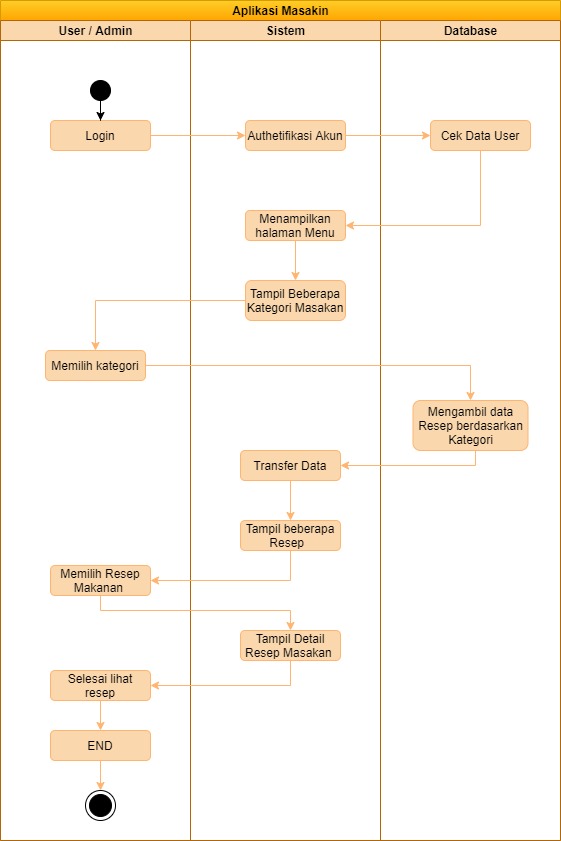 Aplikasi Masakin
User / Admin
Sistem
Database
Login
Authetifikasi Akun
Cek Data User
Menampilkan
halaman Menu
Tampil Beberapa
Kategori Masakan
Memilih kategori
Mengambil data
Resep berdasarkan
Kategori
Transfer Data
Tampil beberapa
Resep
Memilih Resep
Makanan
Tampil Detail
Resep Masakan
Selesai lihat
resep
END